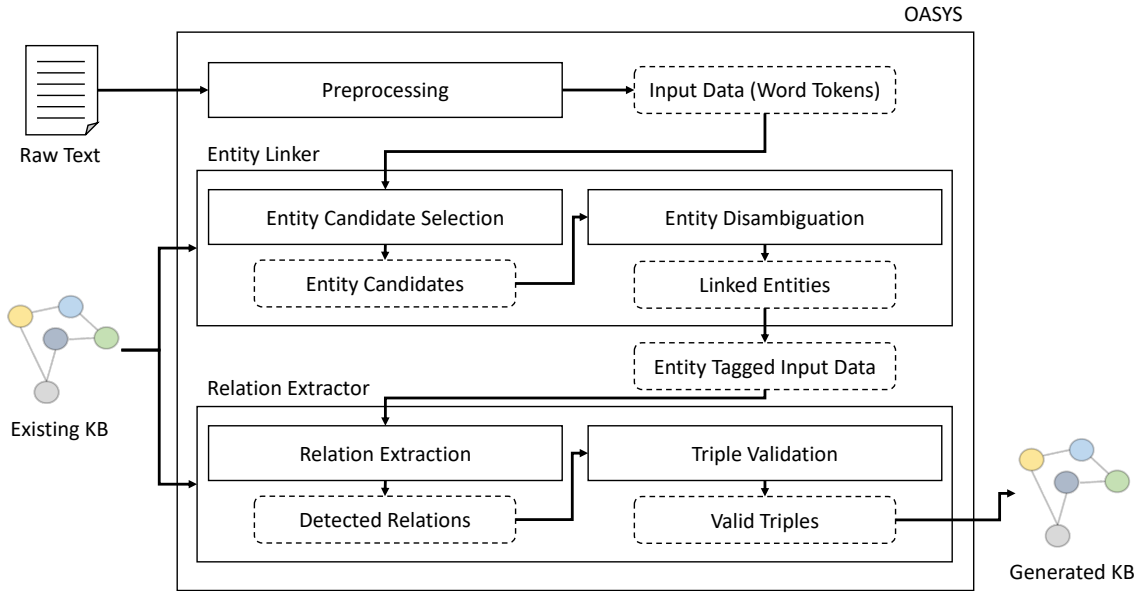 OASYS
Preprocessing
Input Data (Word Tokens)
Raw Text
Entity Linker
Entity Candidate Selection
Entity Disambiguation
Entity Candidates
Linked Entities
Entity Tagged Input Data
Relation Extractor
Existing KB
Relation Extraction
Triple Validation
Detected Relations
Valid Triples
Generated KB